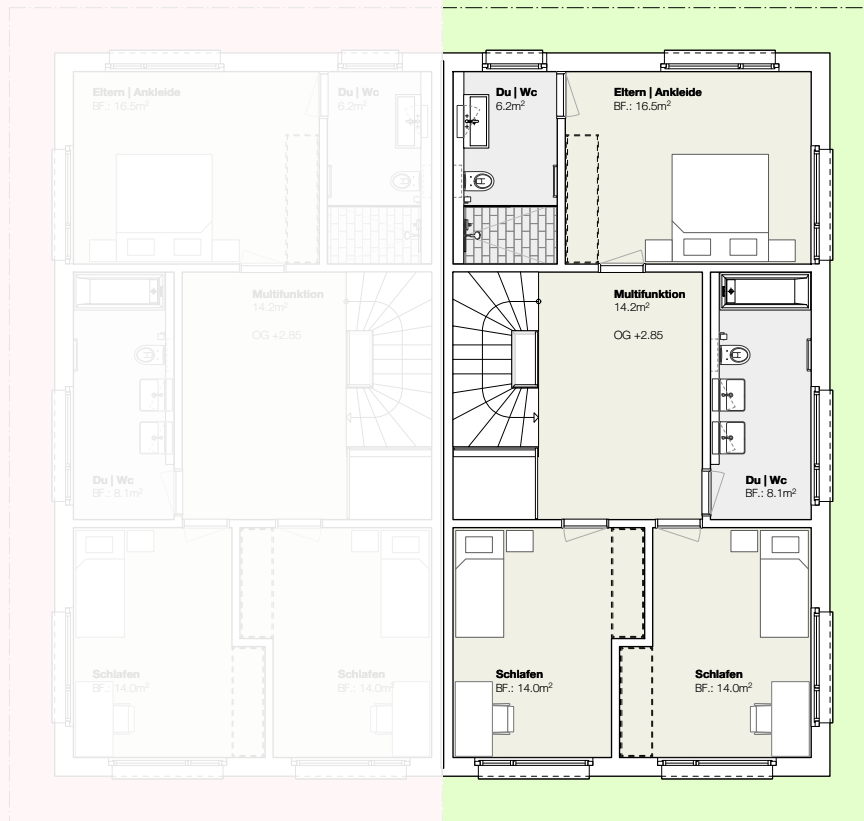 Eltern | Ankleide
BF.: 16.5m²
Du | Wc
6.2m²
Du | Wc
6.2m²
Eltern | Ankleide
BF.: 16.5m²
Multifunktion
14.2m²
OG +2.85
Multifunktion
14.2m²
OG +2.85
Du | Wc
BF.: 8.1m²
Du | Wc
BF.: 8.1m²
Schlafen
BF.: 14.0m²
Schlafen
BF.: 14.0m²
Schlafen
BF.: 14.0m²
Schlafen
BF.: 14.0m²